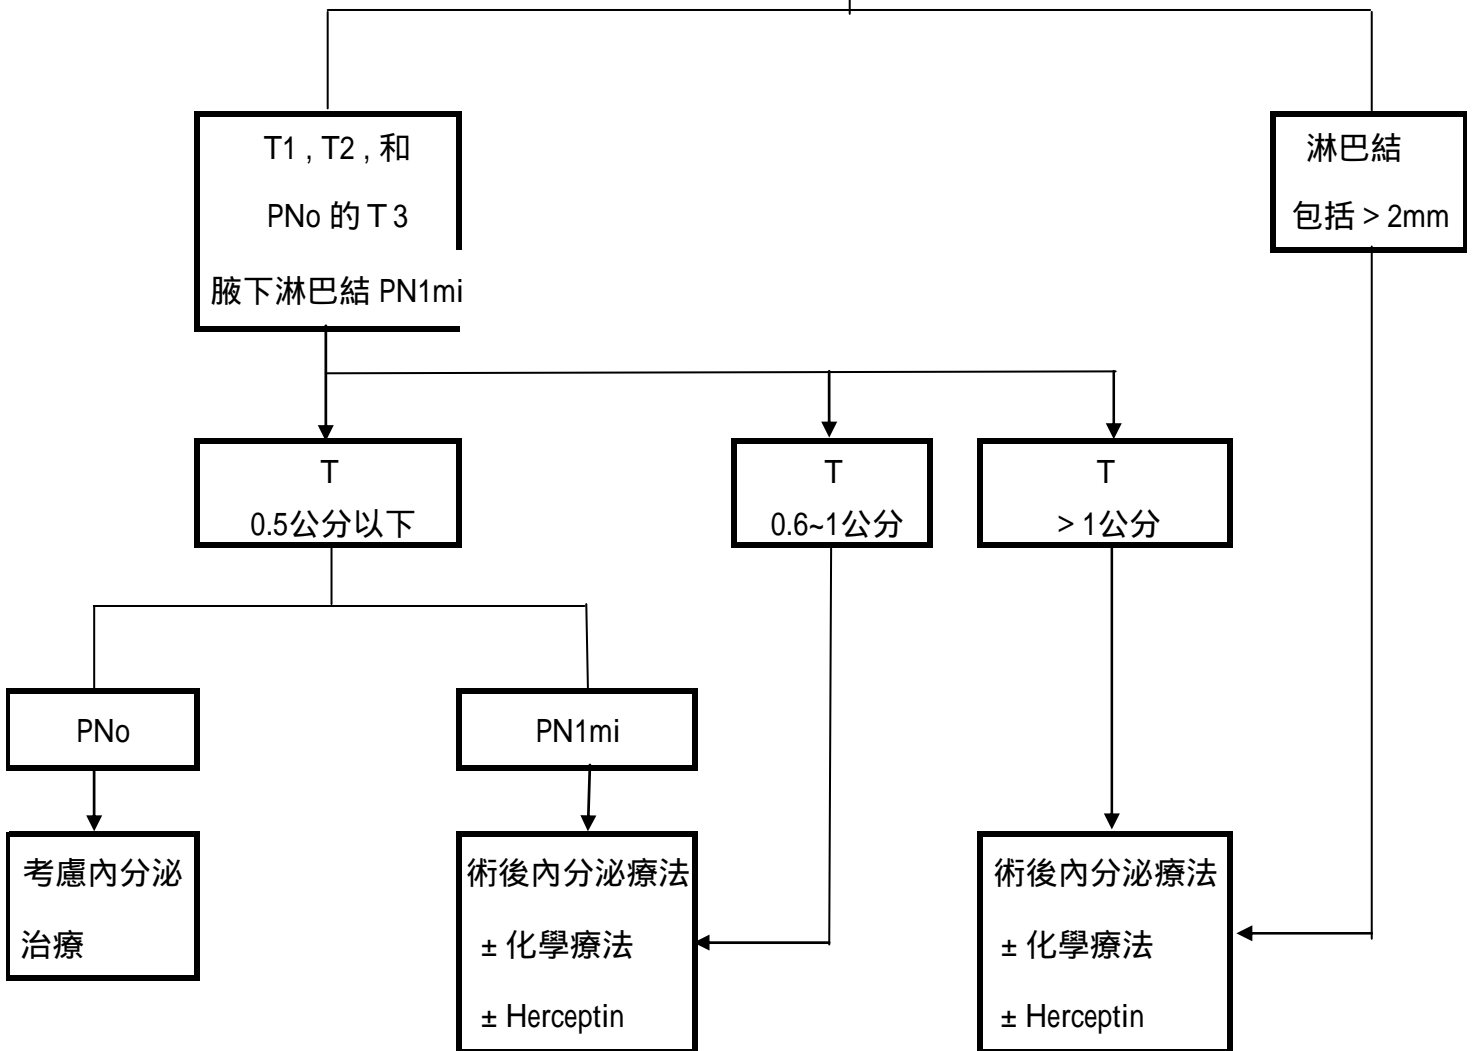 T1 , T2 , 和
PNo 的 T 3
腋下淋巴結 PN1mi
淋巴結
包括 > 2mm
T
0.5公分以下
T
0.6~1公分
T
> 1公分
PNo
PN1mi
考慮內分泌
治療
術後內分泌療法
± 化學療法
± Herceptin
術後內分泌療法
± 化學療法
± Herceptin